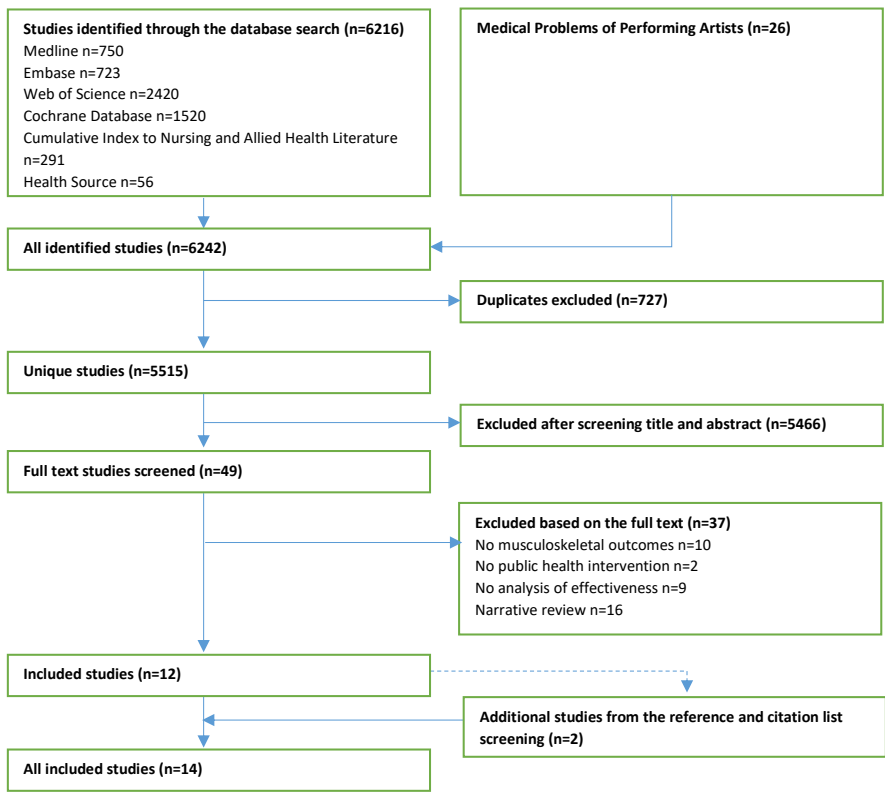 Studies identified through the database search (n=6216)
Medline n=750
Embase n=723
Web of Science n=2420
Cochrane Database n=1520
Cumulative Index to Nursing and Allied Health Literature
n=291
Health Source n=56
Medical Problems of Performing Artists (n=26)
All identified studies (n=6242)
Duplicates excluded (n=727)
Unique studies (n=5515)
Excluded after screening title and abstract (n=5466)
Full text studies screened (n=49)
Excluded based on the full text (n=37)
No musculoskeletal outcomes n=10
No public health intervention n=2
No analysis of effectiveness n=9
Narrative review n=16
Included studies (n=12)
Additional studies from the reference and citation list
screening (n=2)
All included studies (n=14)